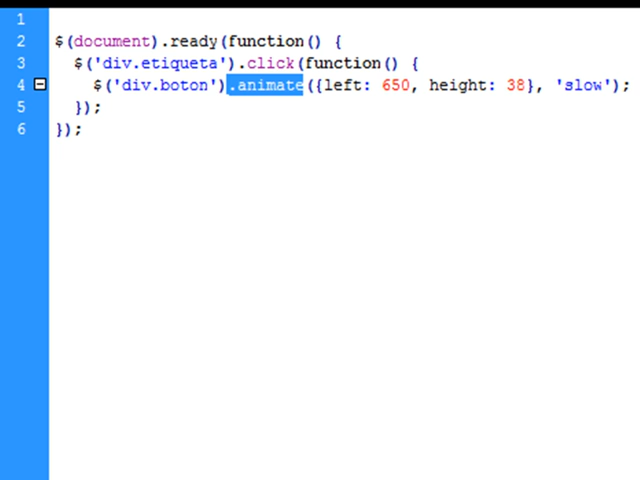 1
2 $(document).ready(function() {
3 $('div.etiqueta').click(function() {
4 $('div.boton').animate({left: 650, height: 38}, 'slow');
5 });
6 });